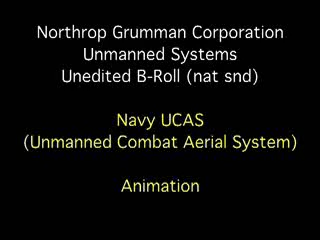 Northrop Grumman Corporation
Unmanned Systems
Unedited B-Roll (nat snd)
Navy UCAS
(Unmanned Combat Aerial System)
Animation